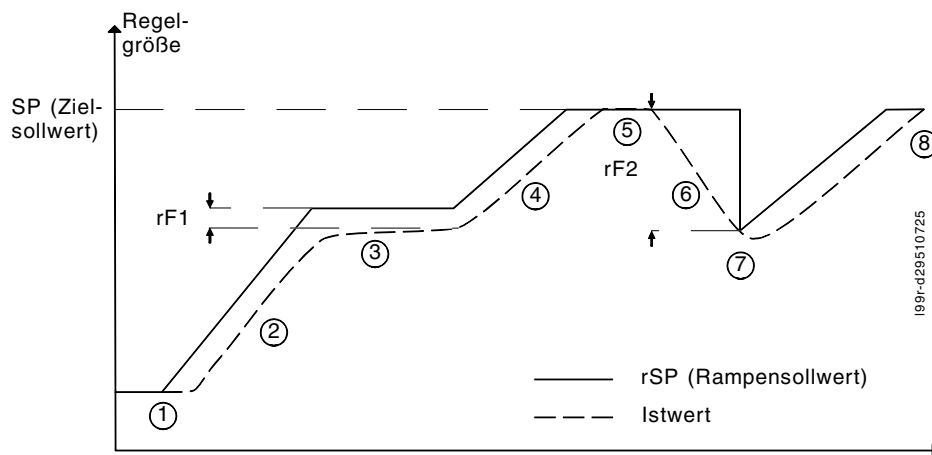 Regel-
größe
SP (Ziel-
sollwert)
rF1
rF2
1
2
3
4
5
6
7
8
rSP (Rampensollwert)
Istwert
l99r-d29510725